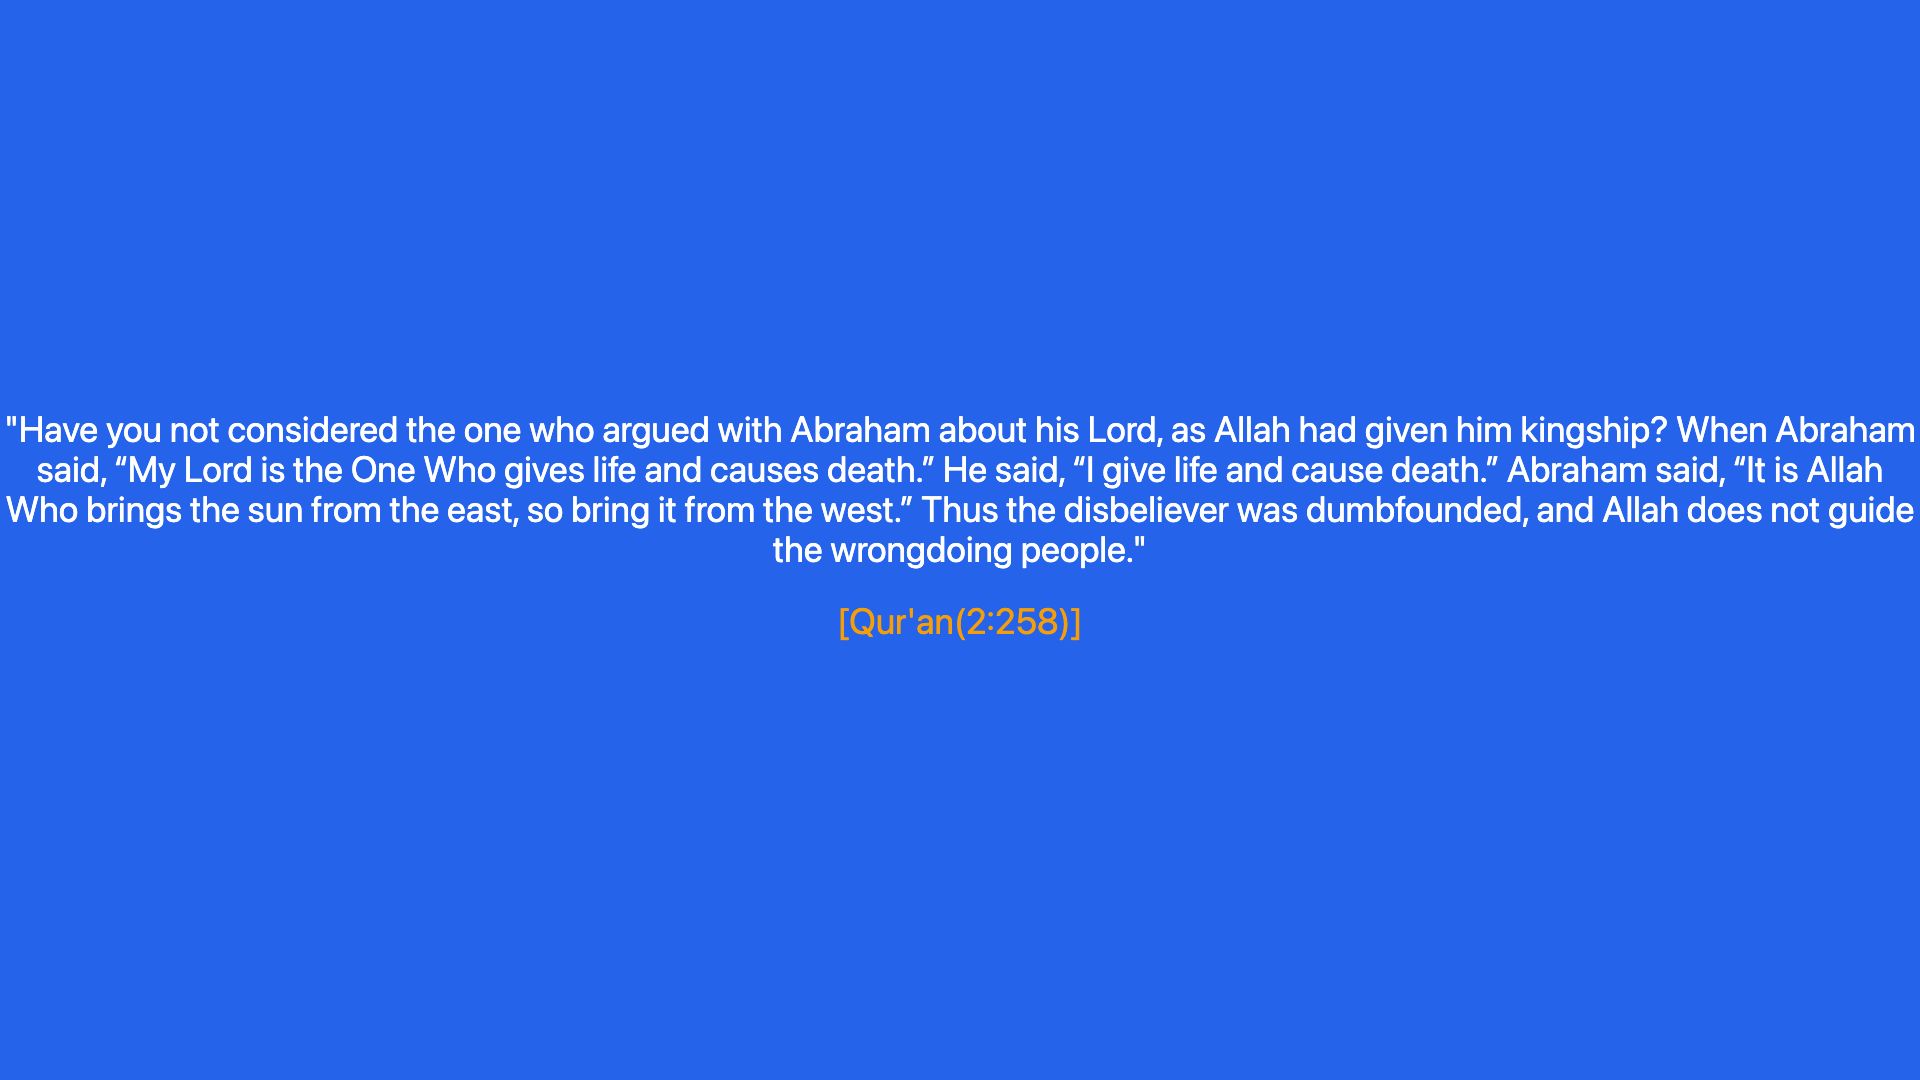 "Have you not considered the one who argued with Abraham about his Lord, as Allah had given him kingship? When Abraham
said, “My Lord is the One Who gives life and causes death.” He said, “I give life and cause death.” Abraham said, “It is Allah
Who brings the sun from the east, so bring it from the west.” Thus the disbeliever was dumbfounded, and Allah does not guide
the wrongdoing people."
[Qur'an(2:258)]